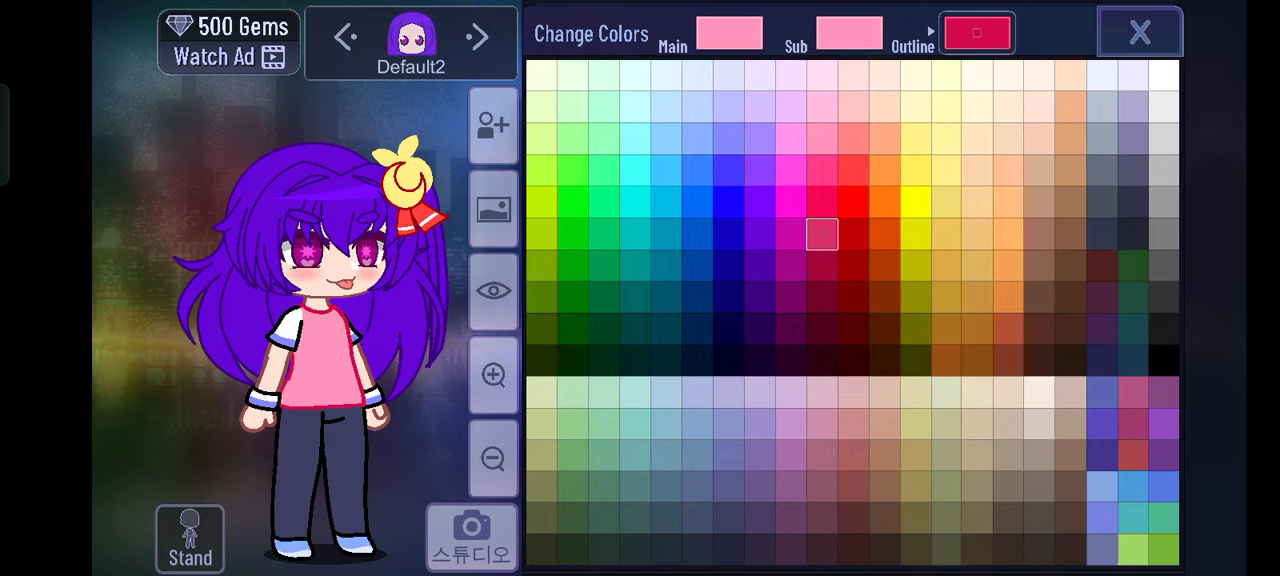 500 Gems
Watch Ad
Default2
Change Colors
Main
Sub
Outline
X
Stand
스튜디오